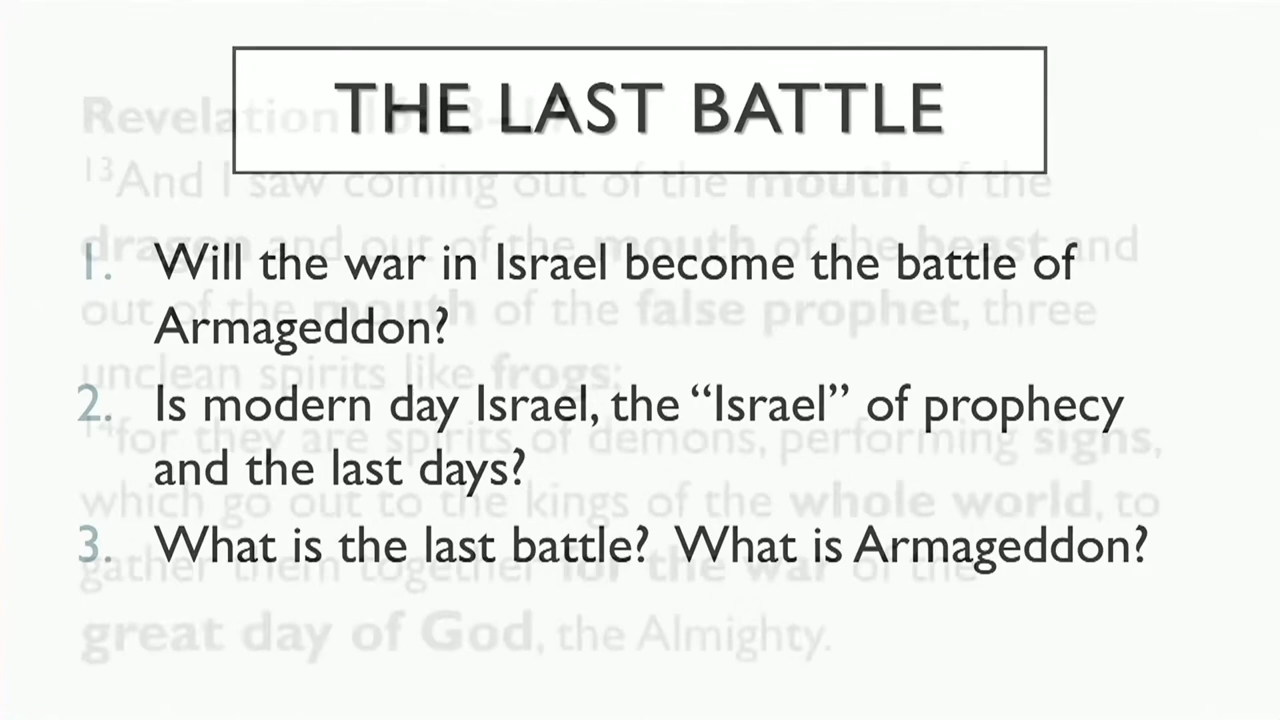 THE LAST BATTLE
1. Will the war in Israel become the battle of
Armageddon?
2. Is modern day Israel, the “Israel” of prophecy
and the last days?
3. What is the last battle? What is Armageddon?
Revelation
13And I saw coming out of the mouth of the
dragon and out of the mouth of the beast and
out of the mouth of the false prophet, three
unclean spirits like frogs;
14for they are spirits of demons, performing signs,
which go out to the kings of the whole world, to
gather them together for the war of the
great day of God, the Almighty.